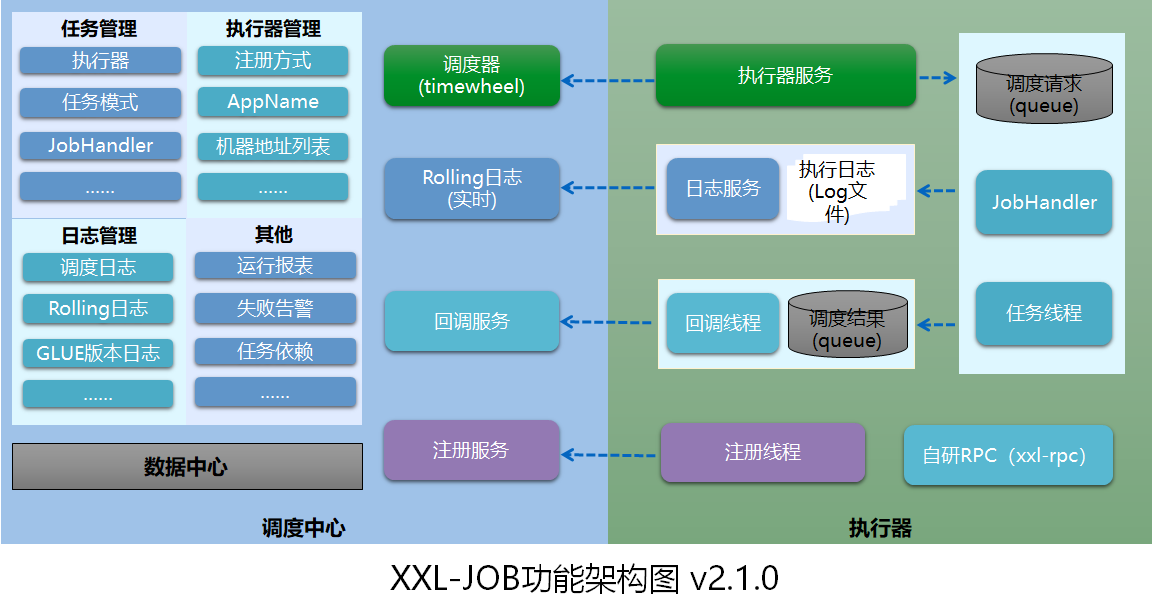 任务管理
执行器
任务模式
JobHandler
......
执行器管理
注册方式
AppName
机器地址列表
......
日志管理
调度日志
Rolling日志
GLUE版本日志
......
其他
运行报表
失败告警
任务依赖
......
数据中心
调度中心
调度器
(timewheel)
Rolling日志
(实时)
回调服务
注册服务
执行器服务
日志服务
执行日志
(Log文
件)
回调线程
调度结果
(queue)
注册线程
调度请求
(queue)
JobHandler
任务线程
自研RPC（xxl-rpc）
执行器
XXL-JOB功能架构图 v2.1.0